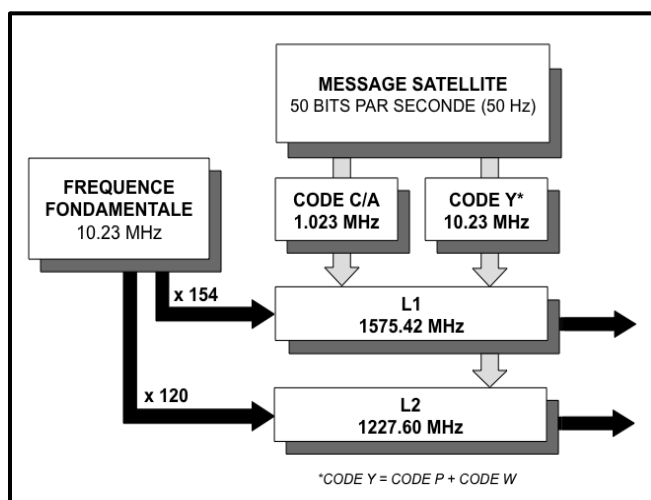 MESSAGE SATELLITE
50 BITS PAR SECONDE (50 Hz)
FREQUENCE
FONDAMENTALE
10.23 MHz
CODE C/A
1.023 MHz
CODE Y*
10.23 MHz
x 154
L1
1575.42 MHz
x 120
L2
1227.60 MHz
*CODE Y = CODE P + CODE W